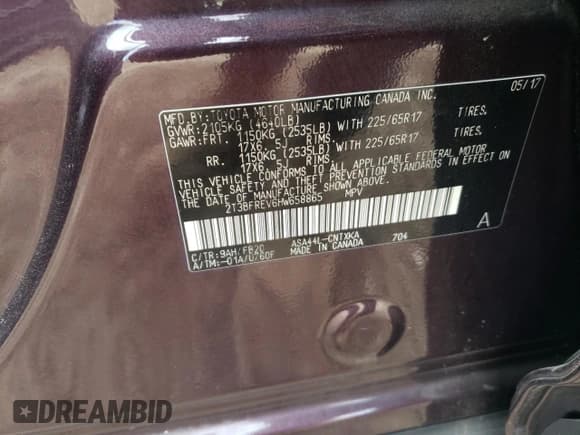 MFD.BY:TOYOTA MOTOR MANUFACTURING CANADA INC. 05/17
GVWR:2105KG (4640LB)
GAWR:FRT. 1150KG (2535LB) WITH 225/65R17 TIRES.
17X6.5J RIMS.
RR. 1150KG (2535LB) WITH 225/65R17 TIRES.
17X6.5J RIMS.
THIS VEHICLE CONFORMS TO ALL APPLICABLE FEDERAL MOTOR
VEHICLE SAFETY AND THEFT PREVENTION STANDARDS IN EFFECT
ON THE DATE OF MANUFACTURE SHOWN ABOVE.
2T3BFREV6HW658865 MPV
A
C/TR:9AH/FB20 ASA44L-CNTXKA 704
A/TM:-01A/U760F MADE IN CANADA
DREAMBID